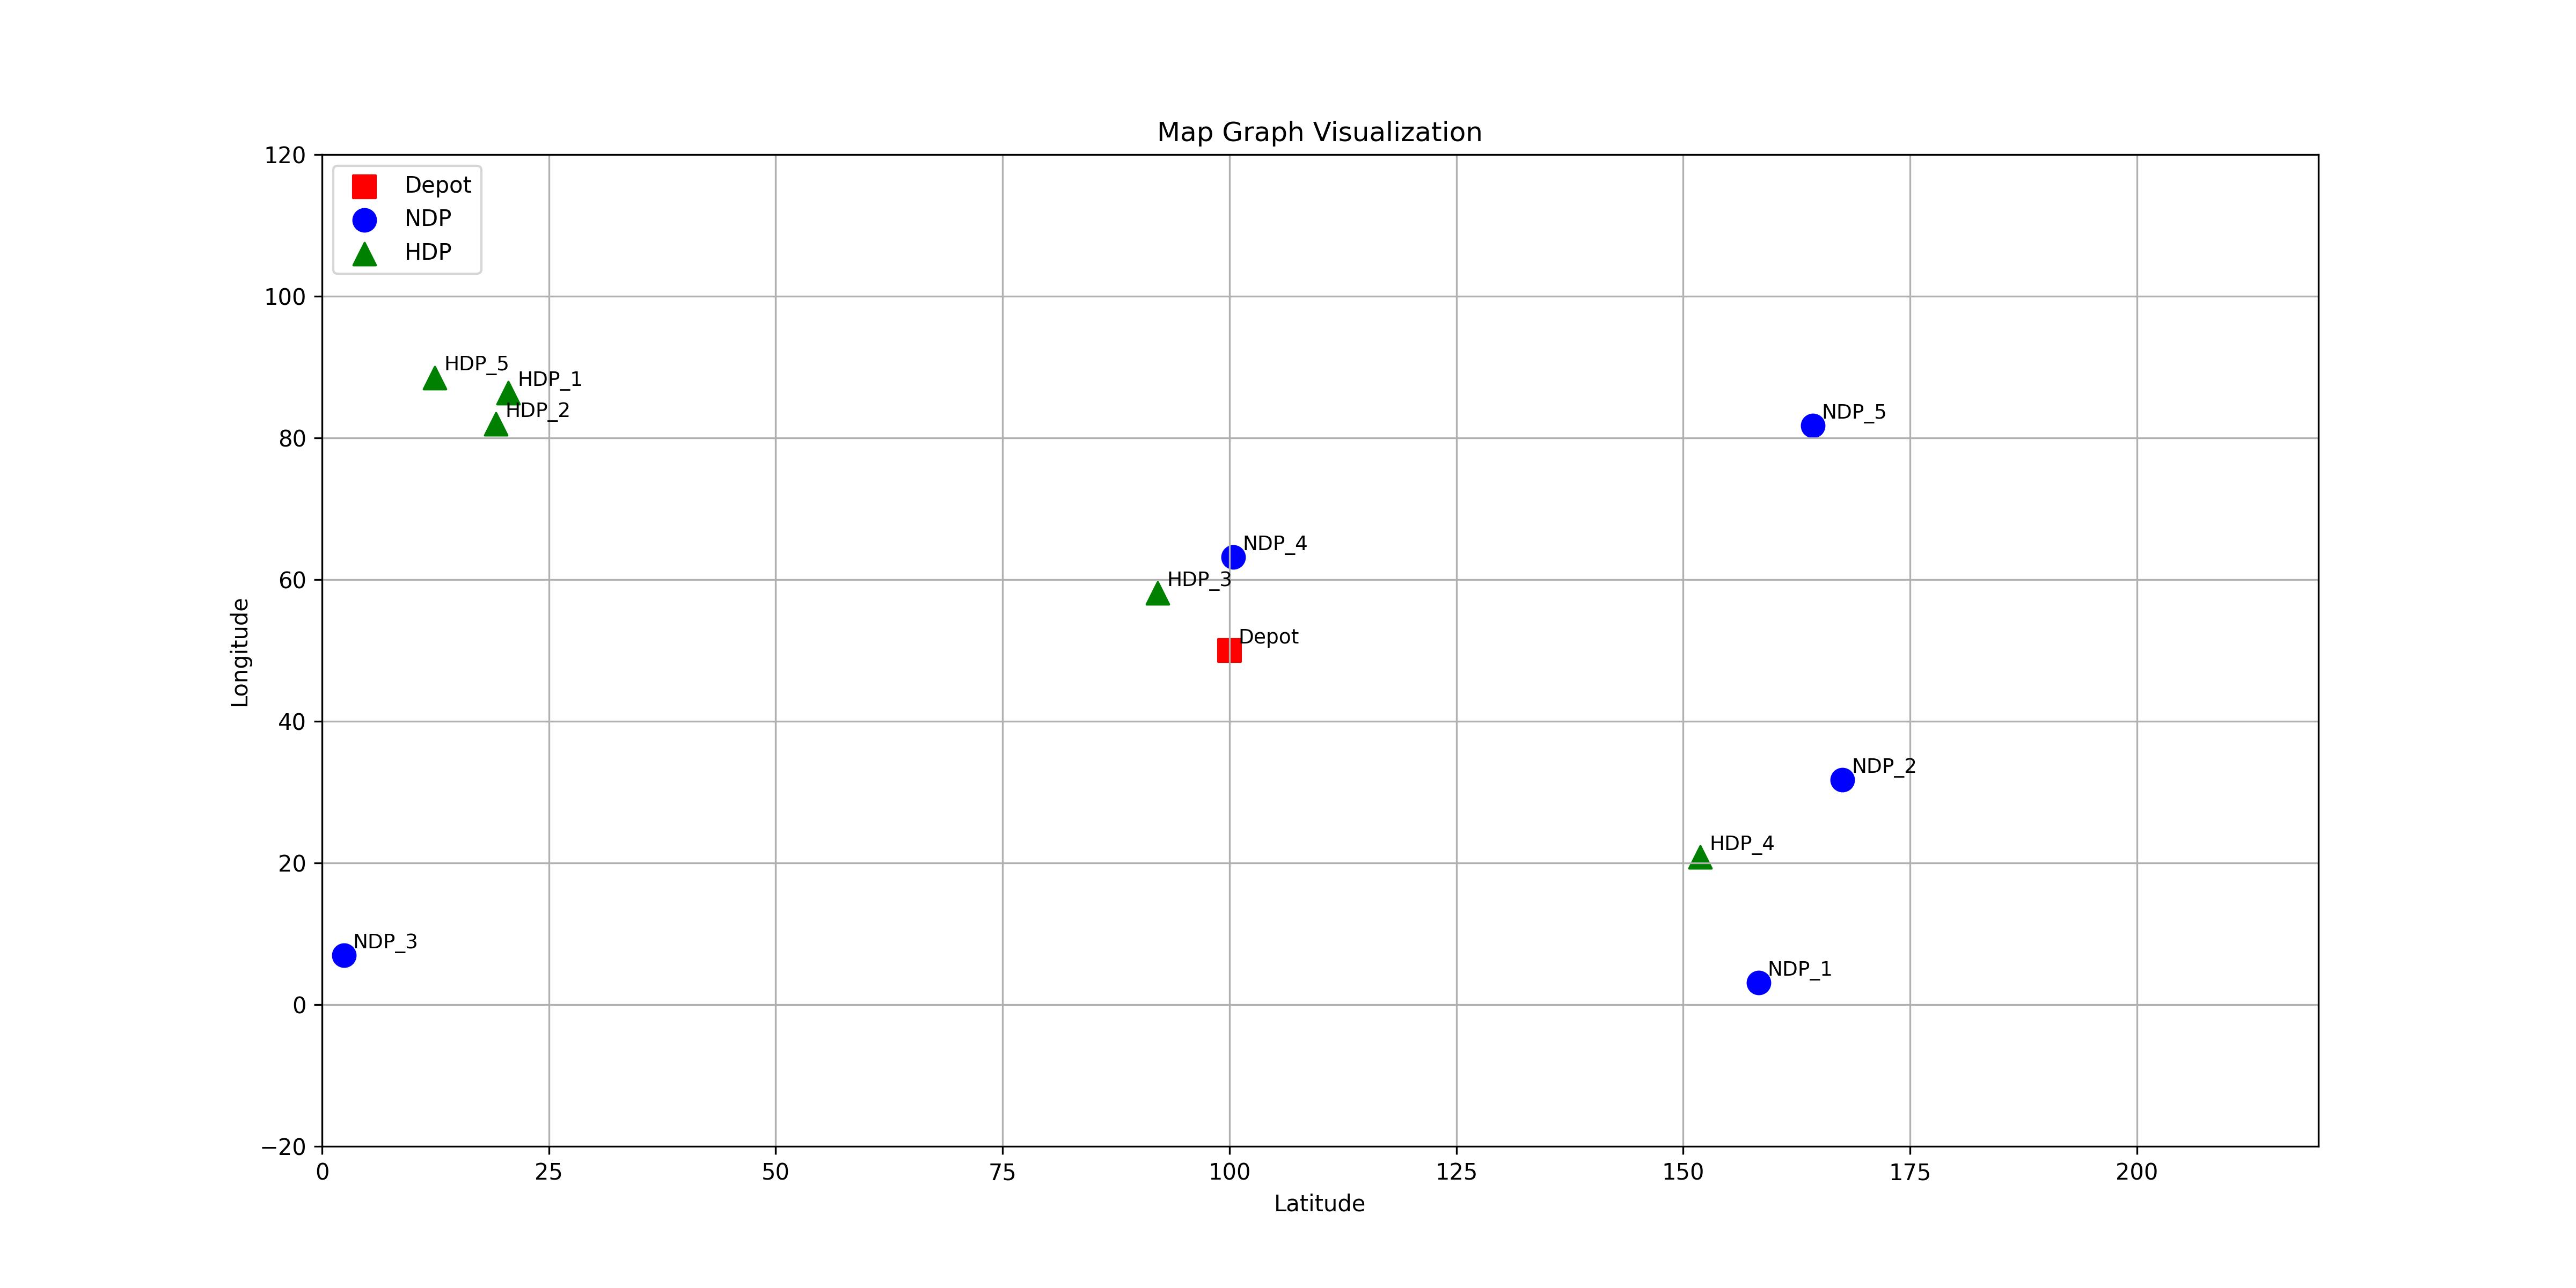 Map Graph Visualization
120
100
80
60
40
20
0
−20
Longitude
Depot
NDP
HDP
HDP_5
HDP_1
HDP_2
NDP_5
NDP_4
HDP_3
Depot
NDP_2
HDP_4
NDP_3
NDP_1
0 25 50 75 100 125 150 175 200
Latitude